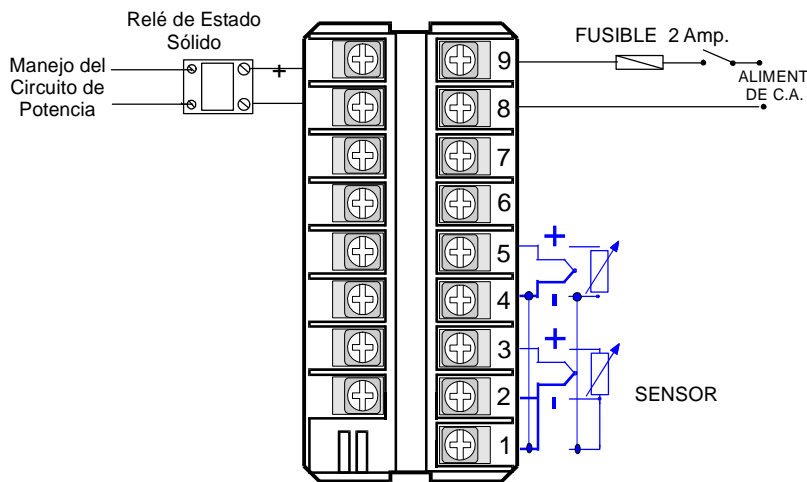 Relé de Estado
Sólido
Manejo del
Circuito de
Potencia
+
FUSIBLE 2 Amp.
ALIMENT
DE C.A.
9
8
7
6
5
4
3
2
1
+
-
+
-
SENSOR